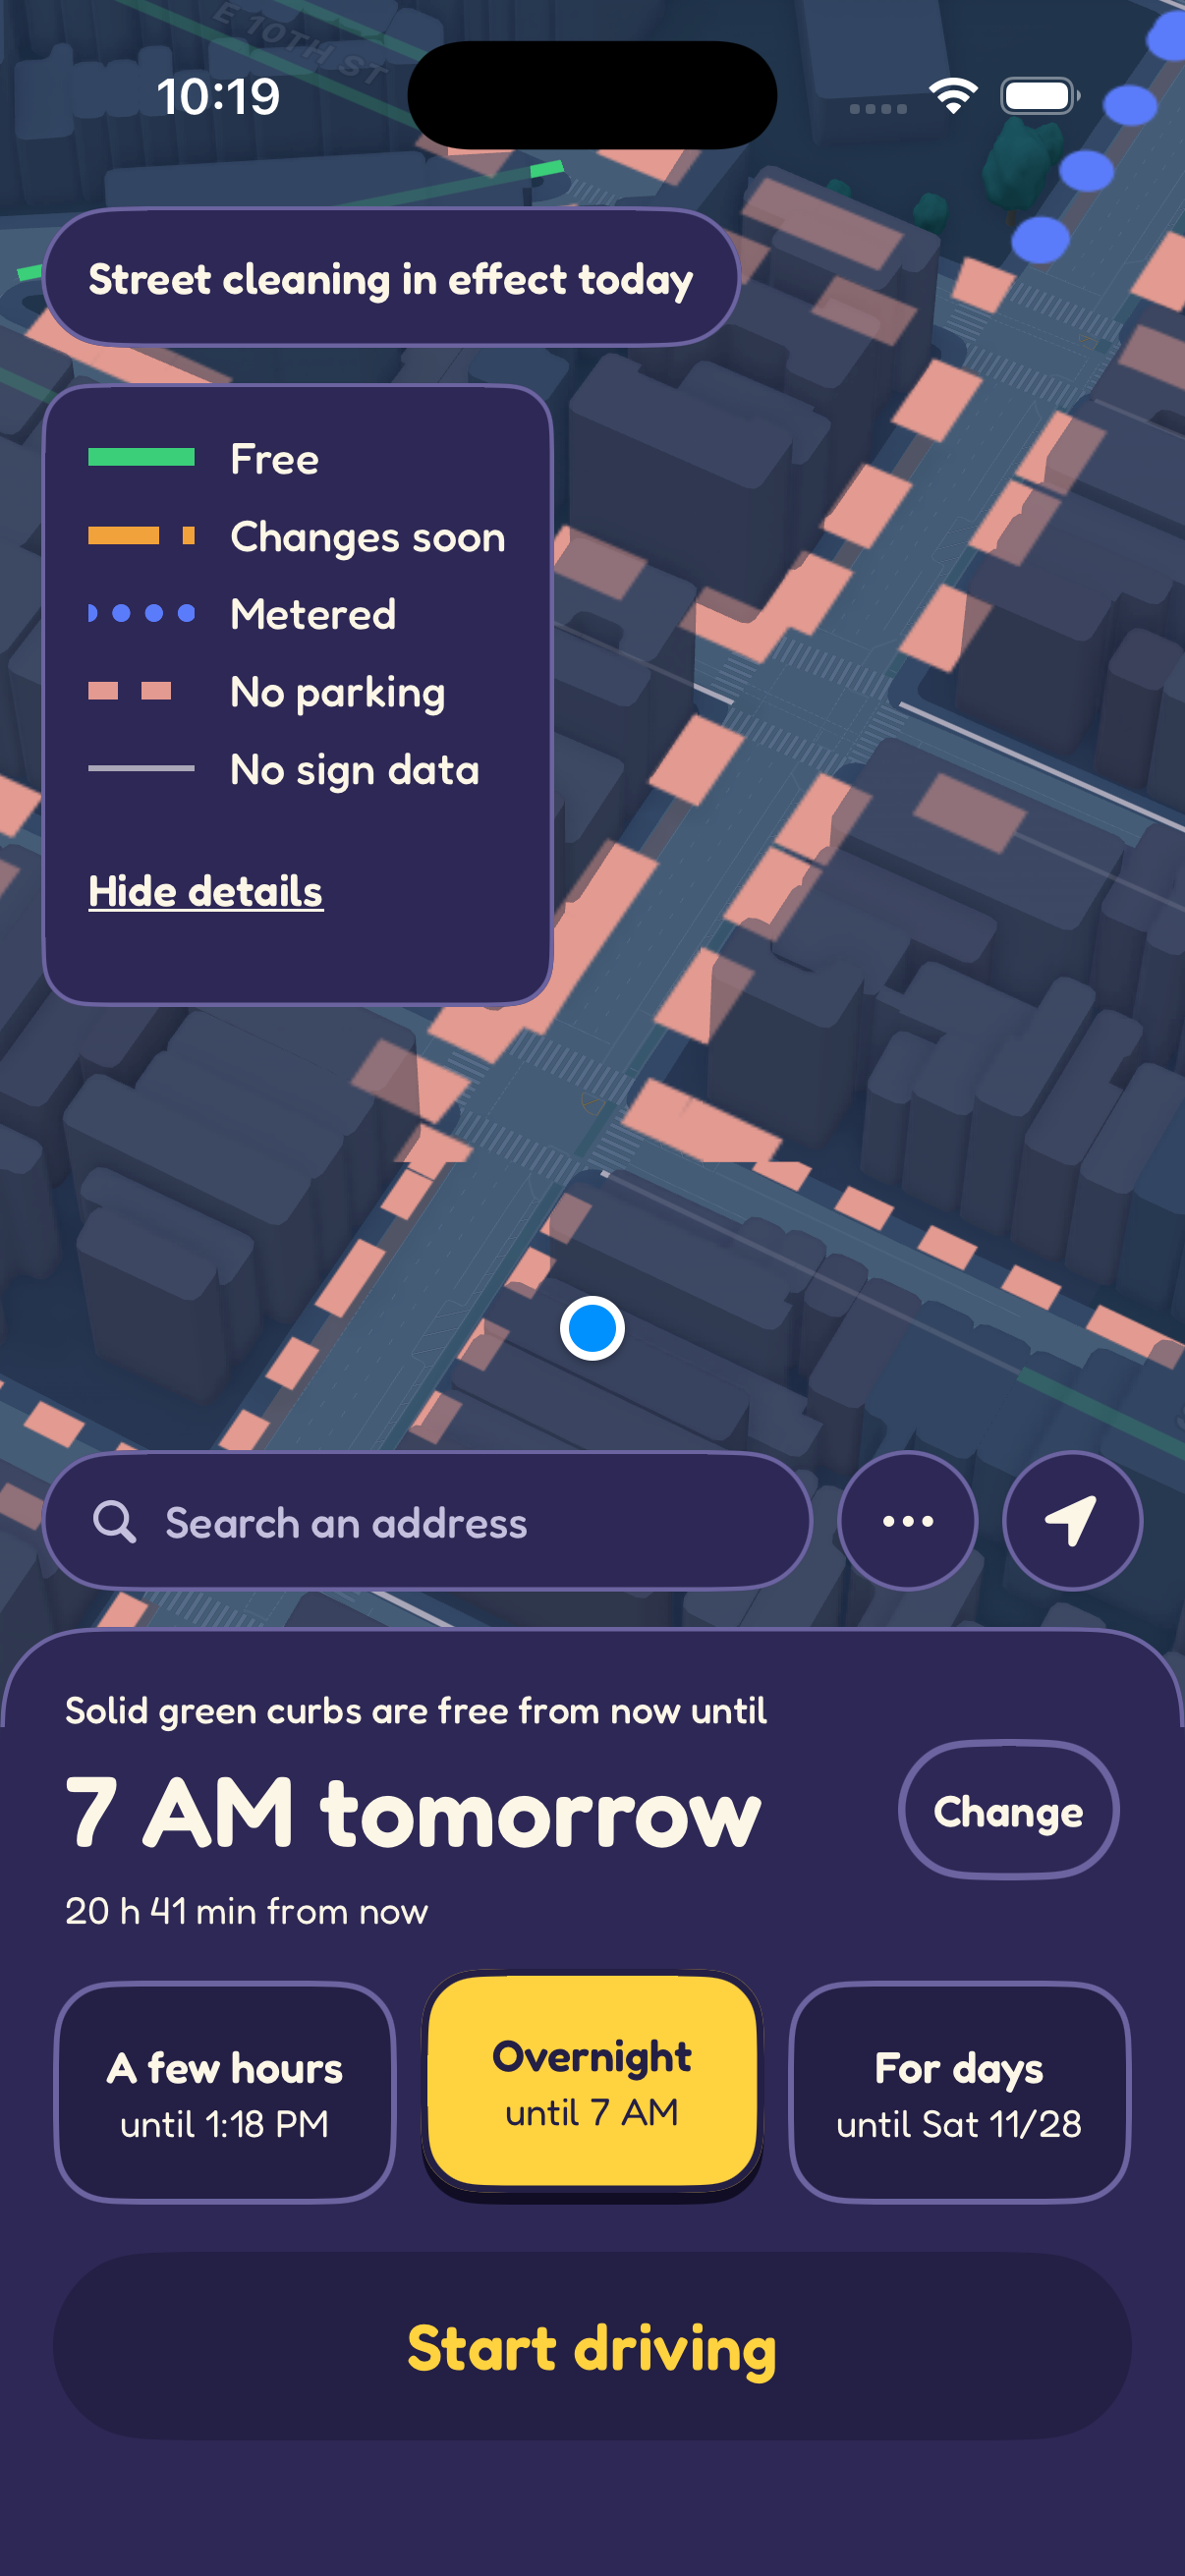 E 10TH ST
10:19
Street cleaning in effect today
Free
Changes soon
Metered
No parking
No sign data
Hide details
Search an address
Solid green curbs are free from now until
7 AM tomorrow
Change
20 h 41 min from now
A few hours
until 1:18 PM
Overnight
until 7 AM
For days
until Sat 11/28
Start driving